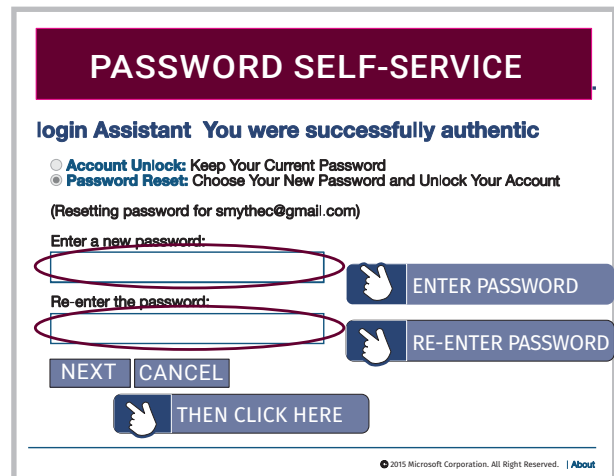 PASSWORD SELF-SERVICE
login Assistant You were successfully authentic
Account Unlock: Keep Your Current Password
Password Reset: Choose Your New Password and Unlock Your Account
(Resetting password for smythec@gmail.com)
Enter a new password:
ENTER PASSWORD
Re-enter the password:
RE-ENTER PASSWORD
NEXT CANCEL
THEN CLICK HERE
2015 Microsoft Corporation. All Right Reserved. | About